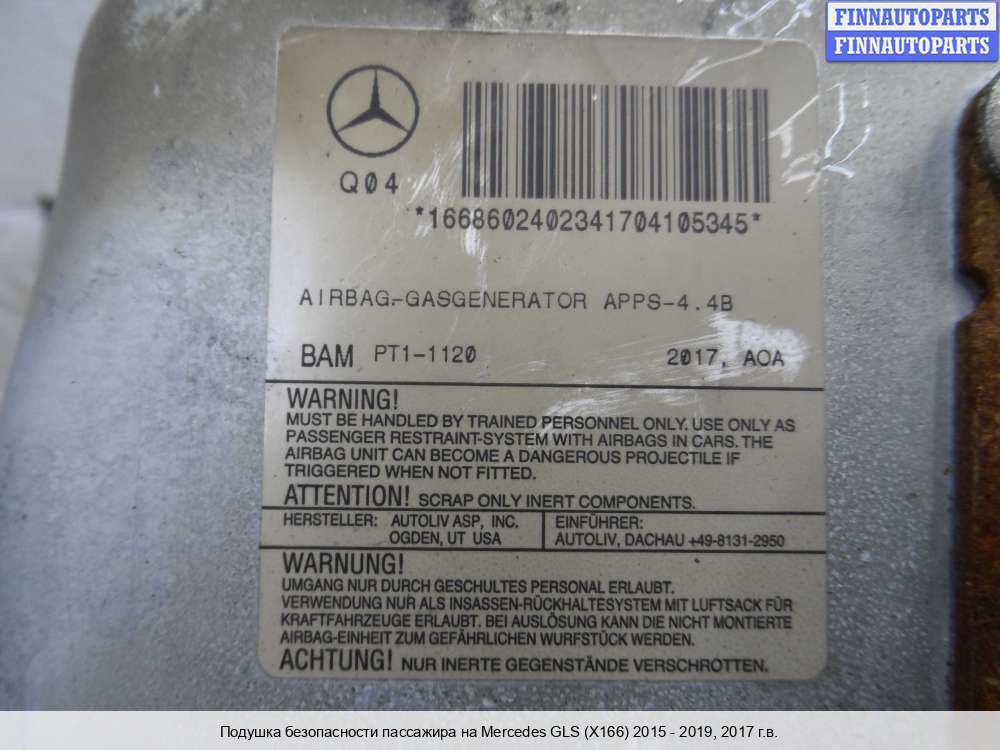 FINNAUTOPARTS
FINNAUTOPARTS
Q04
*1668602402341704105345*
AIRBAG.-GASGENERATOR APPS-4.4B
BAM PT1-1120 2017, AOA
WARNING!
MUST BE HANDLED BY TRAINED PERSONNEL ONLY. USE ONLY AS
PASSENGER RESTRAINT-SYSTEM WITH AIRBAGS IN CARS. THE
AIRBAG UNIT CAN BECOME A DANGEROUS PROJECTILE IF
TRIGGERED WHEN NOT FITTED.
ATTENTION! SCRAP ONLY INERT COMPONENTS.
HERSTELLER: AUTOLIV ASP, INC.
OGDEN, UT USA
EINFÜHRER:
AUTOLIV, DACHAU +49-8131-2950
WARNUNG!
UMGANG NUR DURCH GESCHULTES PERSONAL ERLAUBT.
VERWENDUNG NUR ALS INSASSEN-RÜCKHALTESYSTEM MIT LUFTSACK FÜR
KRAFTFAHRZEUGE ERLAUBT. BEI AUSLÖSUNG KANN DIE NICHT MONTIERTE
AIRBAG-EINHEIT ZUM GEFÄHRLICHEN WURFSTÜCK WERDEN.
ACHTUNG! NUR INERTE GEGENSTÄNDE VERSCHROTTEN.
Подушка безопасности пассажира на Mercedes GLS (X166) 2015 - 2019, 2017 г.в.